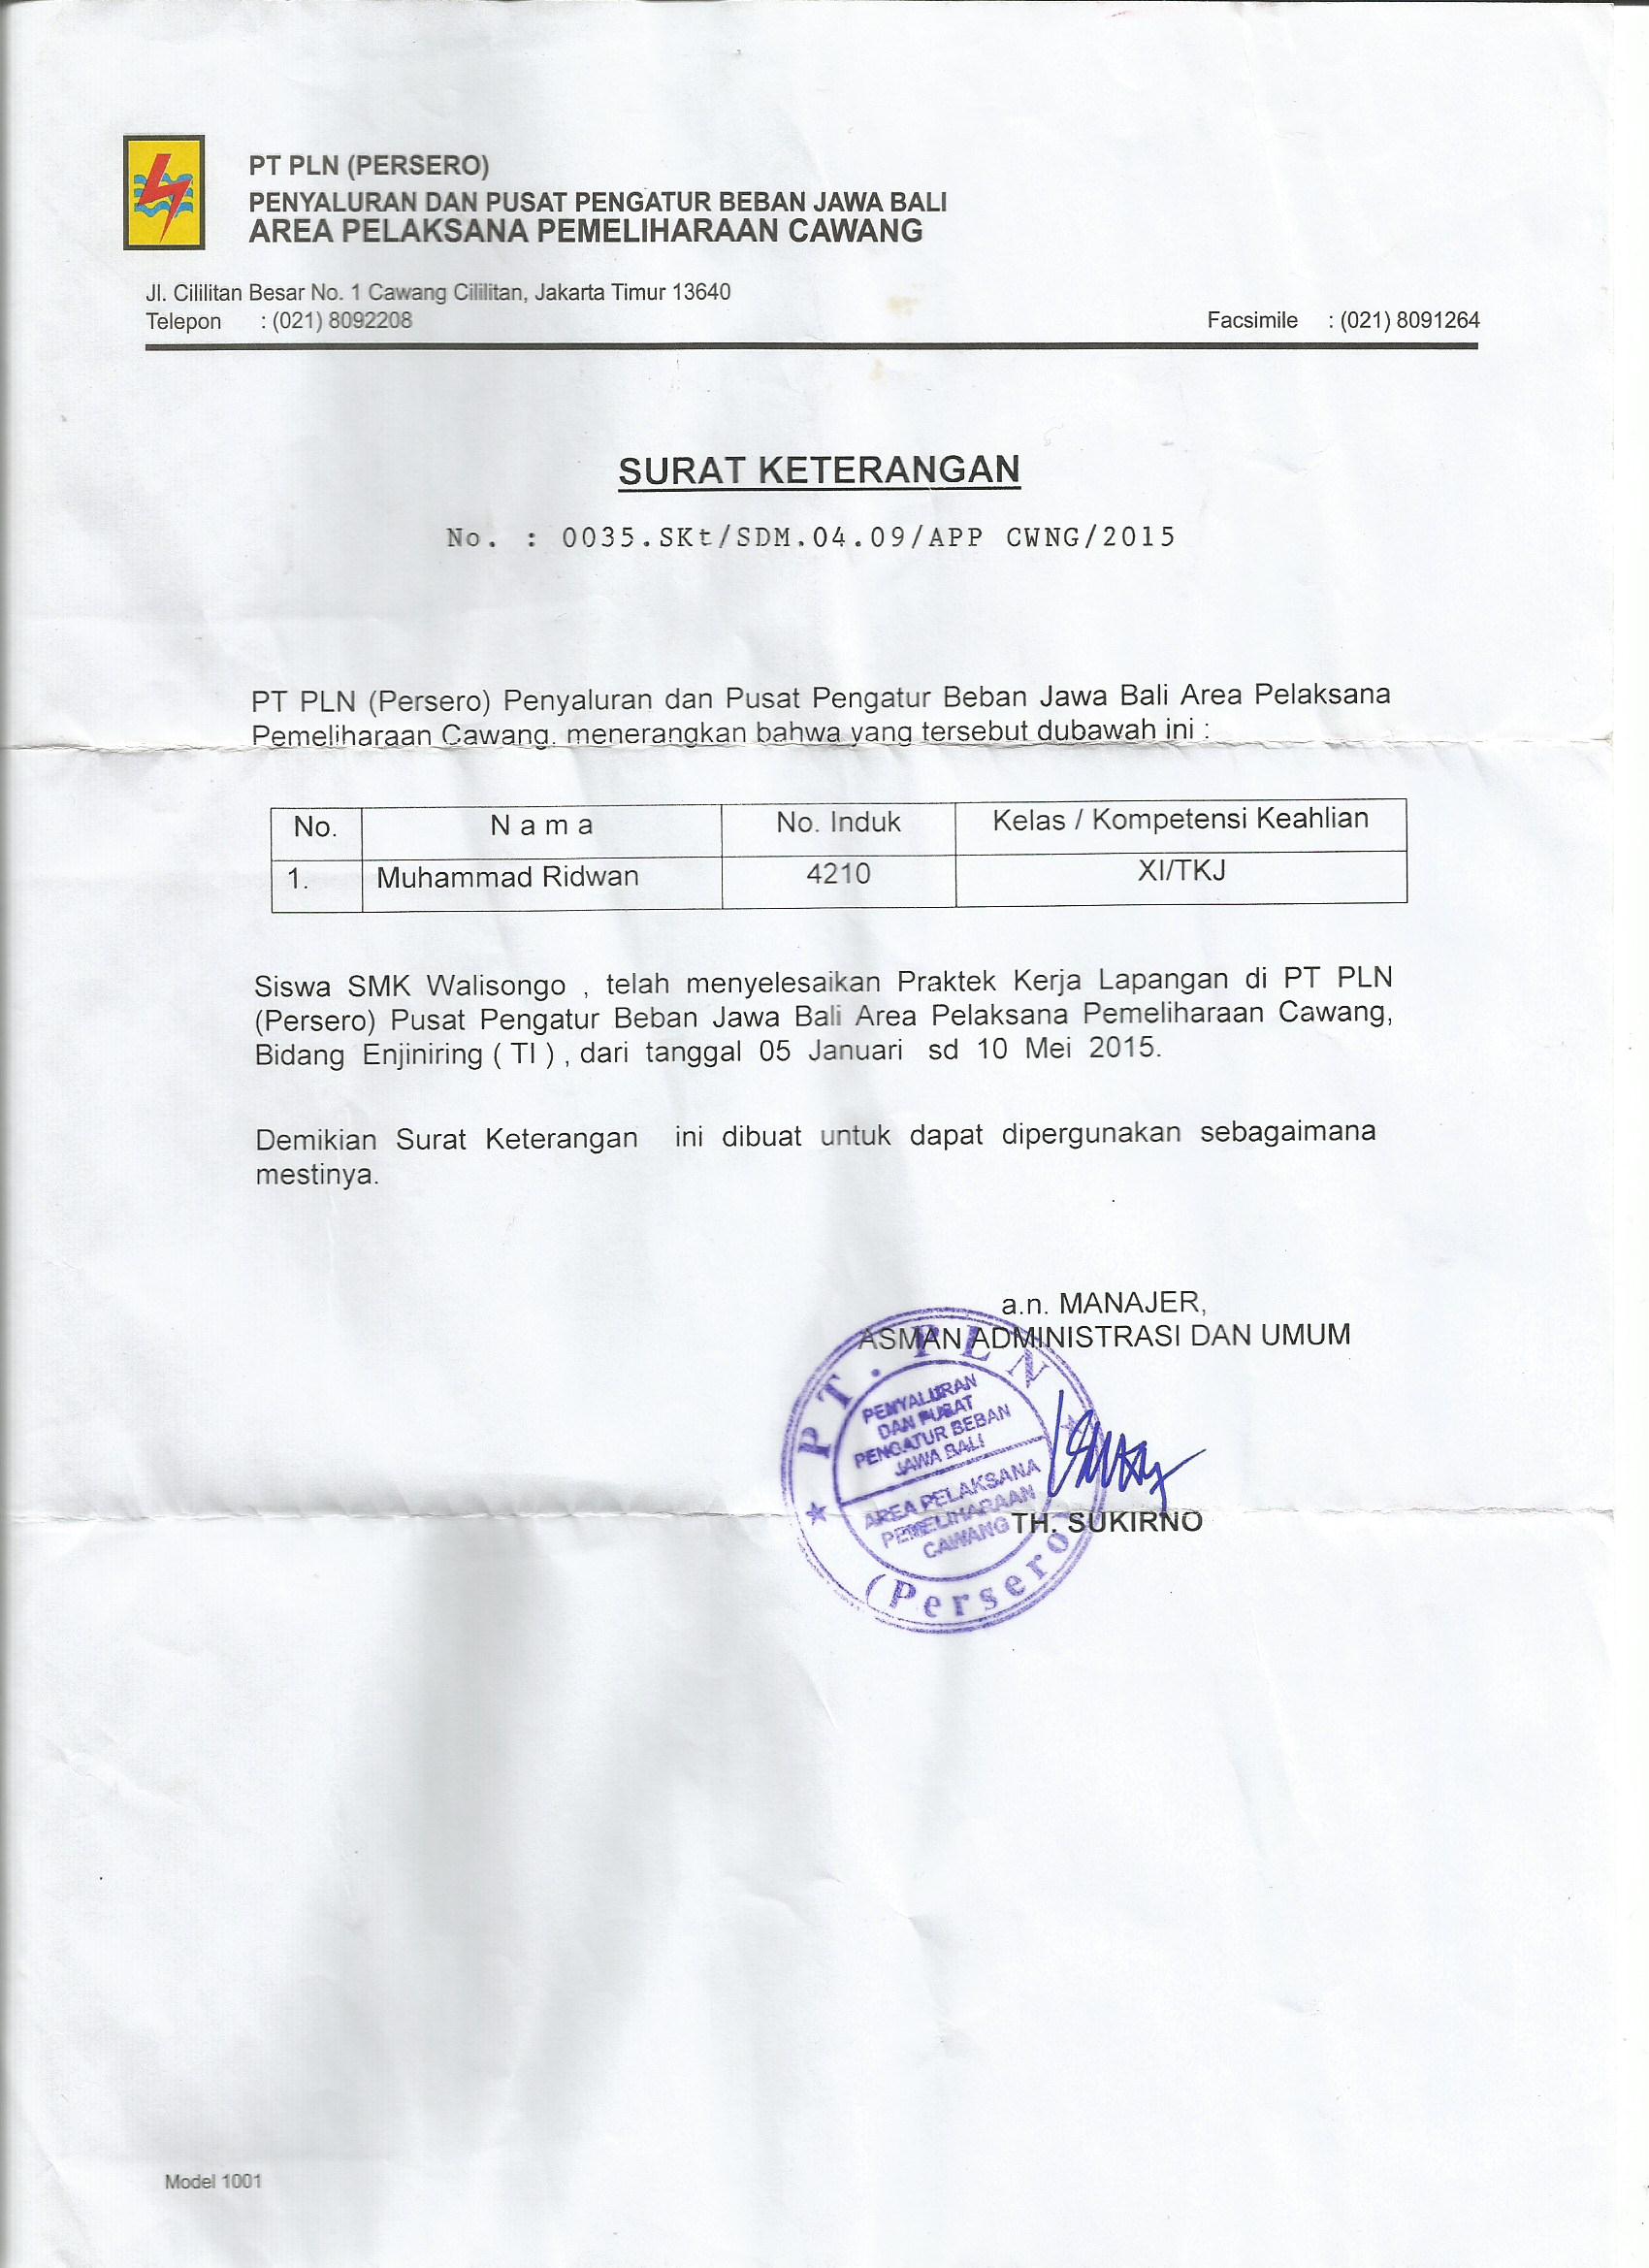 PT PLN (PERSERO)
PENYALURAN DAN PUSAT PENGATUR BEBAN JAWA BALI
AREA PELAKSANA PEMELIHARAAN CAWANG
Jl. Cililitan Besar No. 1 Cawang Cililitan, Jakarta Timur 13640
Telepon : (021) 8092208 Facsimile : (021) 8091264
SURAT KETERANGAN
No. : 0035.SKt/SDM.04.09/APP CWNG/2015
PT PLN (Persero) Penyaluran dan Pusat Pengatur Beban Jawa Bali Area Pelaksana
Pemeliharaan Cawang. menerangkan bahwa yang tersebut dubawah ini :
No. N a m a No. Induk Kelas / Kompetensi Keahlian
1. Muhammad Ridwan 4210 XI/TKJ
Siswa SMK Walisongo , telah menyelesaikan Praktek Kerja Lapangan di PT PLN
(Persero) Pusat Pengatur Beban Jawa Bali Area Pelaksana Pemeliharaan Cawang,
Bidang Enjiniring ( TI ) , dari tanggal 05 Januari sd 10 Mei 2015.
Demikian Surat Keterangan ini dibuat untuk dapat dipergunakan sebagaimana
mestinya.
a.n. MANAJER,
ASMAN ADMINISTRASI DAN UMUM
PT. PLN
PENYALURAN
DAN PUSAT
PENGATUR BEBAN
JAWA BALI
AREA PELAKSANA
PEMELIHARAAN
CAWANG
(Persero)
TH. SUKIRNO
Model 1001